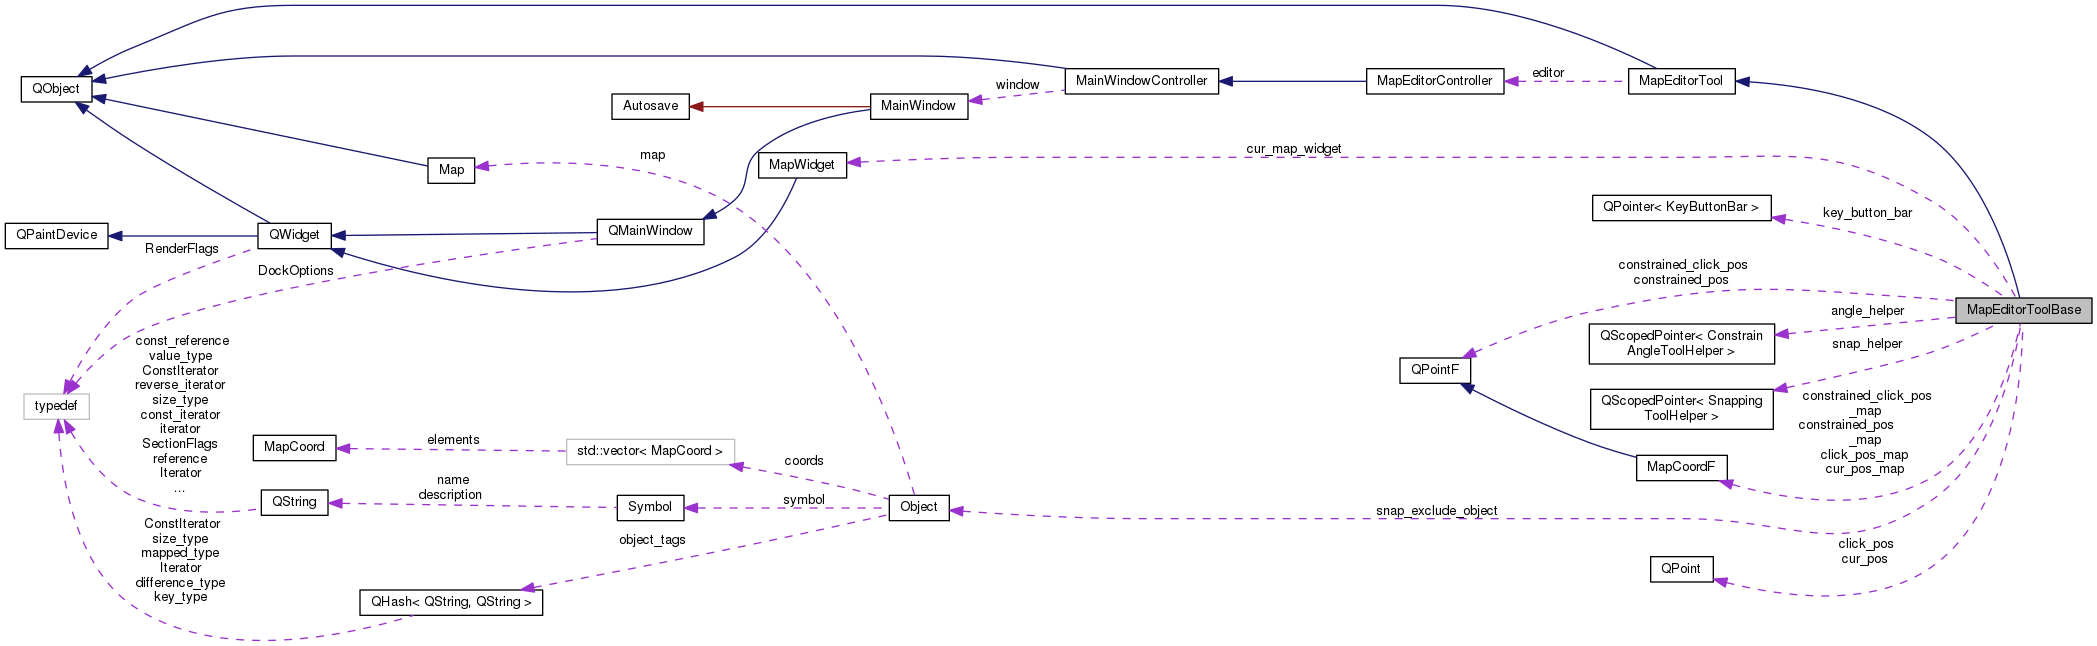 QObject
Autosave
MainWindow
window
MainWindowController
MapEditorController
editor
MapEditorTool
Map
map
MapWidget
cur_map_widget
QPointer< KeyButtonBar >
key_button_bar
QPaintDevice
QWidget
QMainWindow
RenderFlags
DockOptions
constrained_click_pos
constrained_pos
MapEditorToolBase
angle_helper
QScopedPointer< Constrain
AngleToolHelper >
snap_helper
QPointF
QScopedPointer< Snapping
ToolHelper >
constrained_click_pos
_map
constrained_pos
_map
click_pos_map
cur_pos_map
MapCoordF
typedef
const_reference
value_type
ConstIterator
reverse_iterator
size_type
const_iterator
iterator
SectionFlags
reference
Iterator
...
MapCoord
elements
std::vector< MapCoord >
coords
QString
name
description
Symbol
symbol
Object
snap_exclude_object
object_tags
ConstIterator
size_type
mapped_type
Iterator
difference_type
key_type
QHash< QString, QString >
QPoint
click_pos
cur_pos